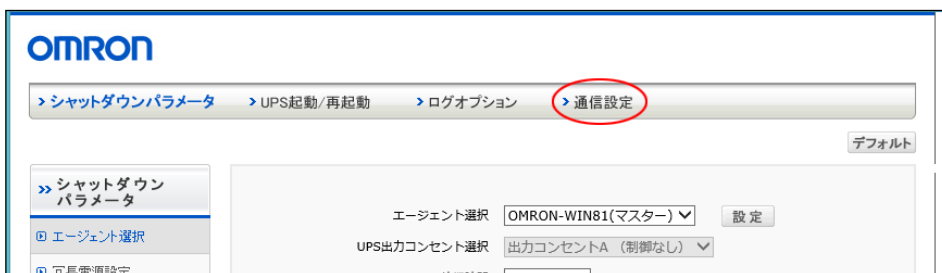 OMRON
シャットダウンパラメータ UPS起動/再起動 ログオプション 通信設定
デフォルト
シャットダウン
パラメータ
エージェント選択 OMRON-WIN81(マスター) 設定
エージェント選択
UPS出力コンセント選択 出力コンセントA （制御なし）